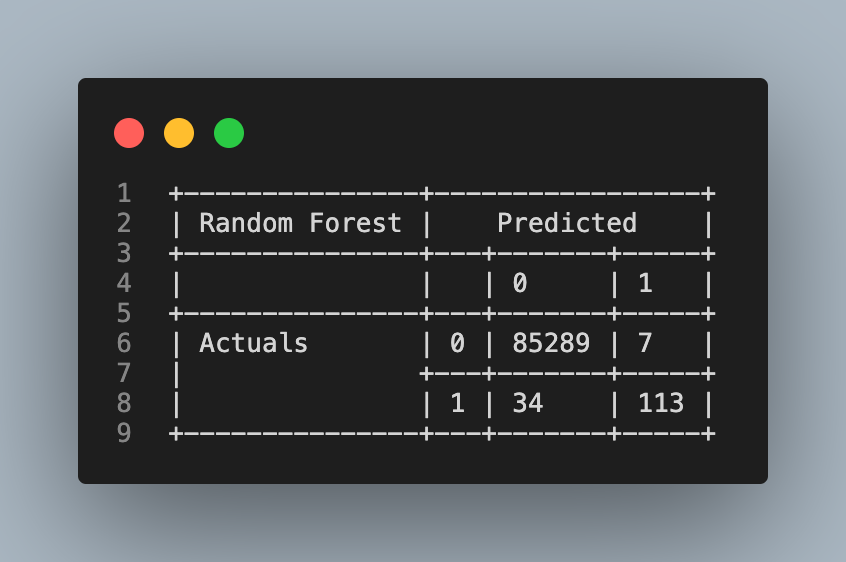 1 +---------------+------------------+
2 | Random Forest |    Predicted     |
3 +---------------+---+-------+-----+
4 |               |   | 0     | 1   |
5 +---------------+---+-------+-----+
6 | Actuals       | 0 | 85289 | 7   |
7 |               +---+-------+-----+
8 |               | 1 | 34    | 113 |
9 +---------------+---+-------+-----+